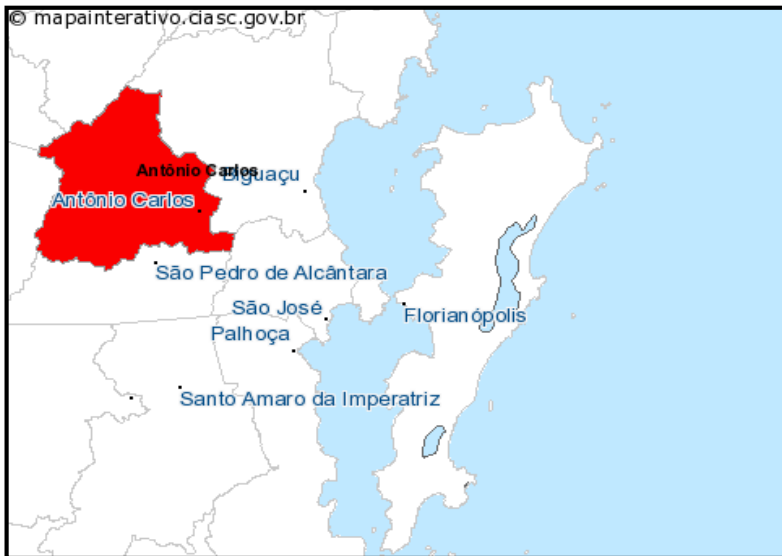 © mapainterativo.ciasc.gov.br
Antônio Carlos
Biguaçu
Antônio Carlos
São Pedro de Alcântara
São José
Florianópolis
Palhoça
Santo Amaro da Imperatriz